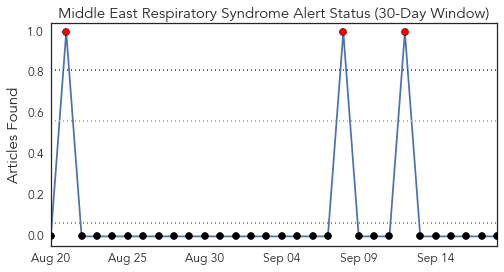 Middle East Respiratory Syndrome Alert Status (30-Day Window)
Articles Found
1.0
0.8
0.6
0.4
0.2
0.0
Aug 20 Aug 25 Aug 30 Sep 04 Sep 09 Sep 14